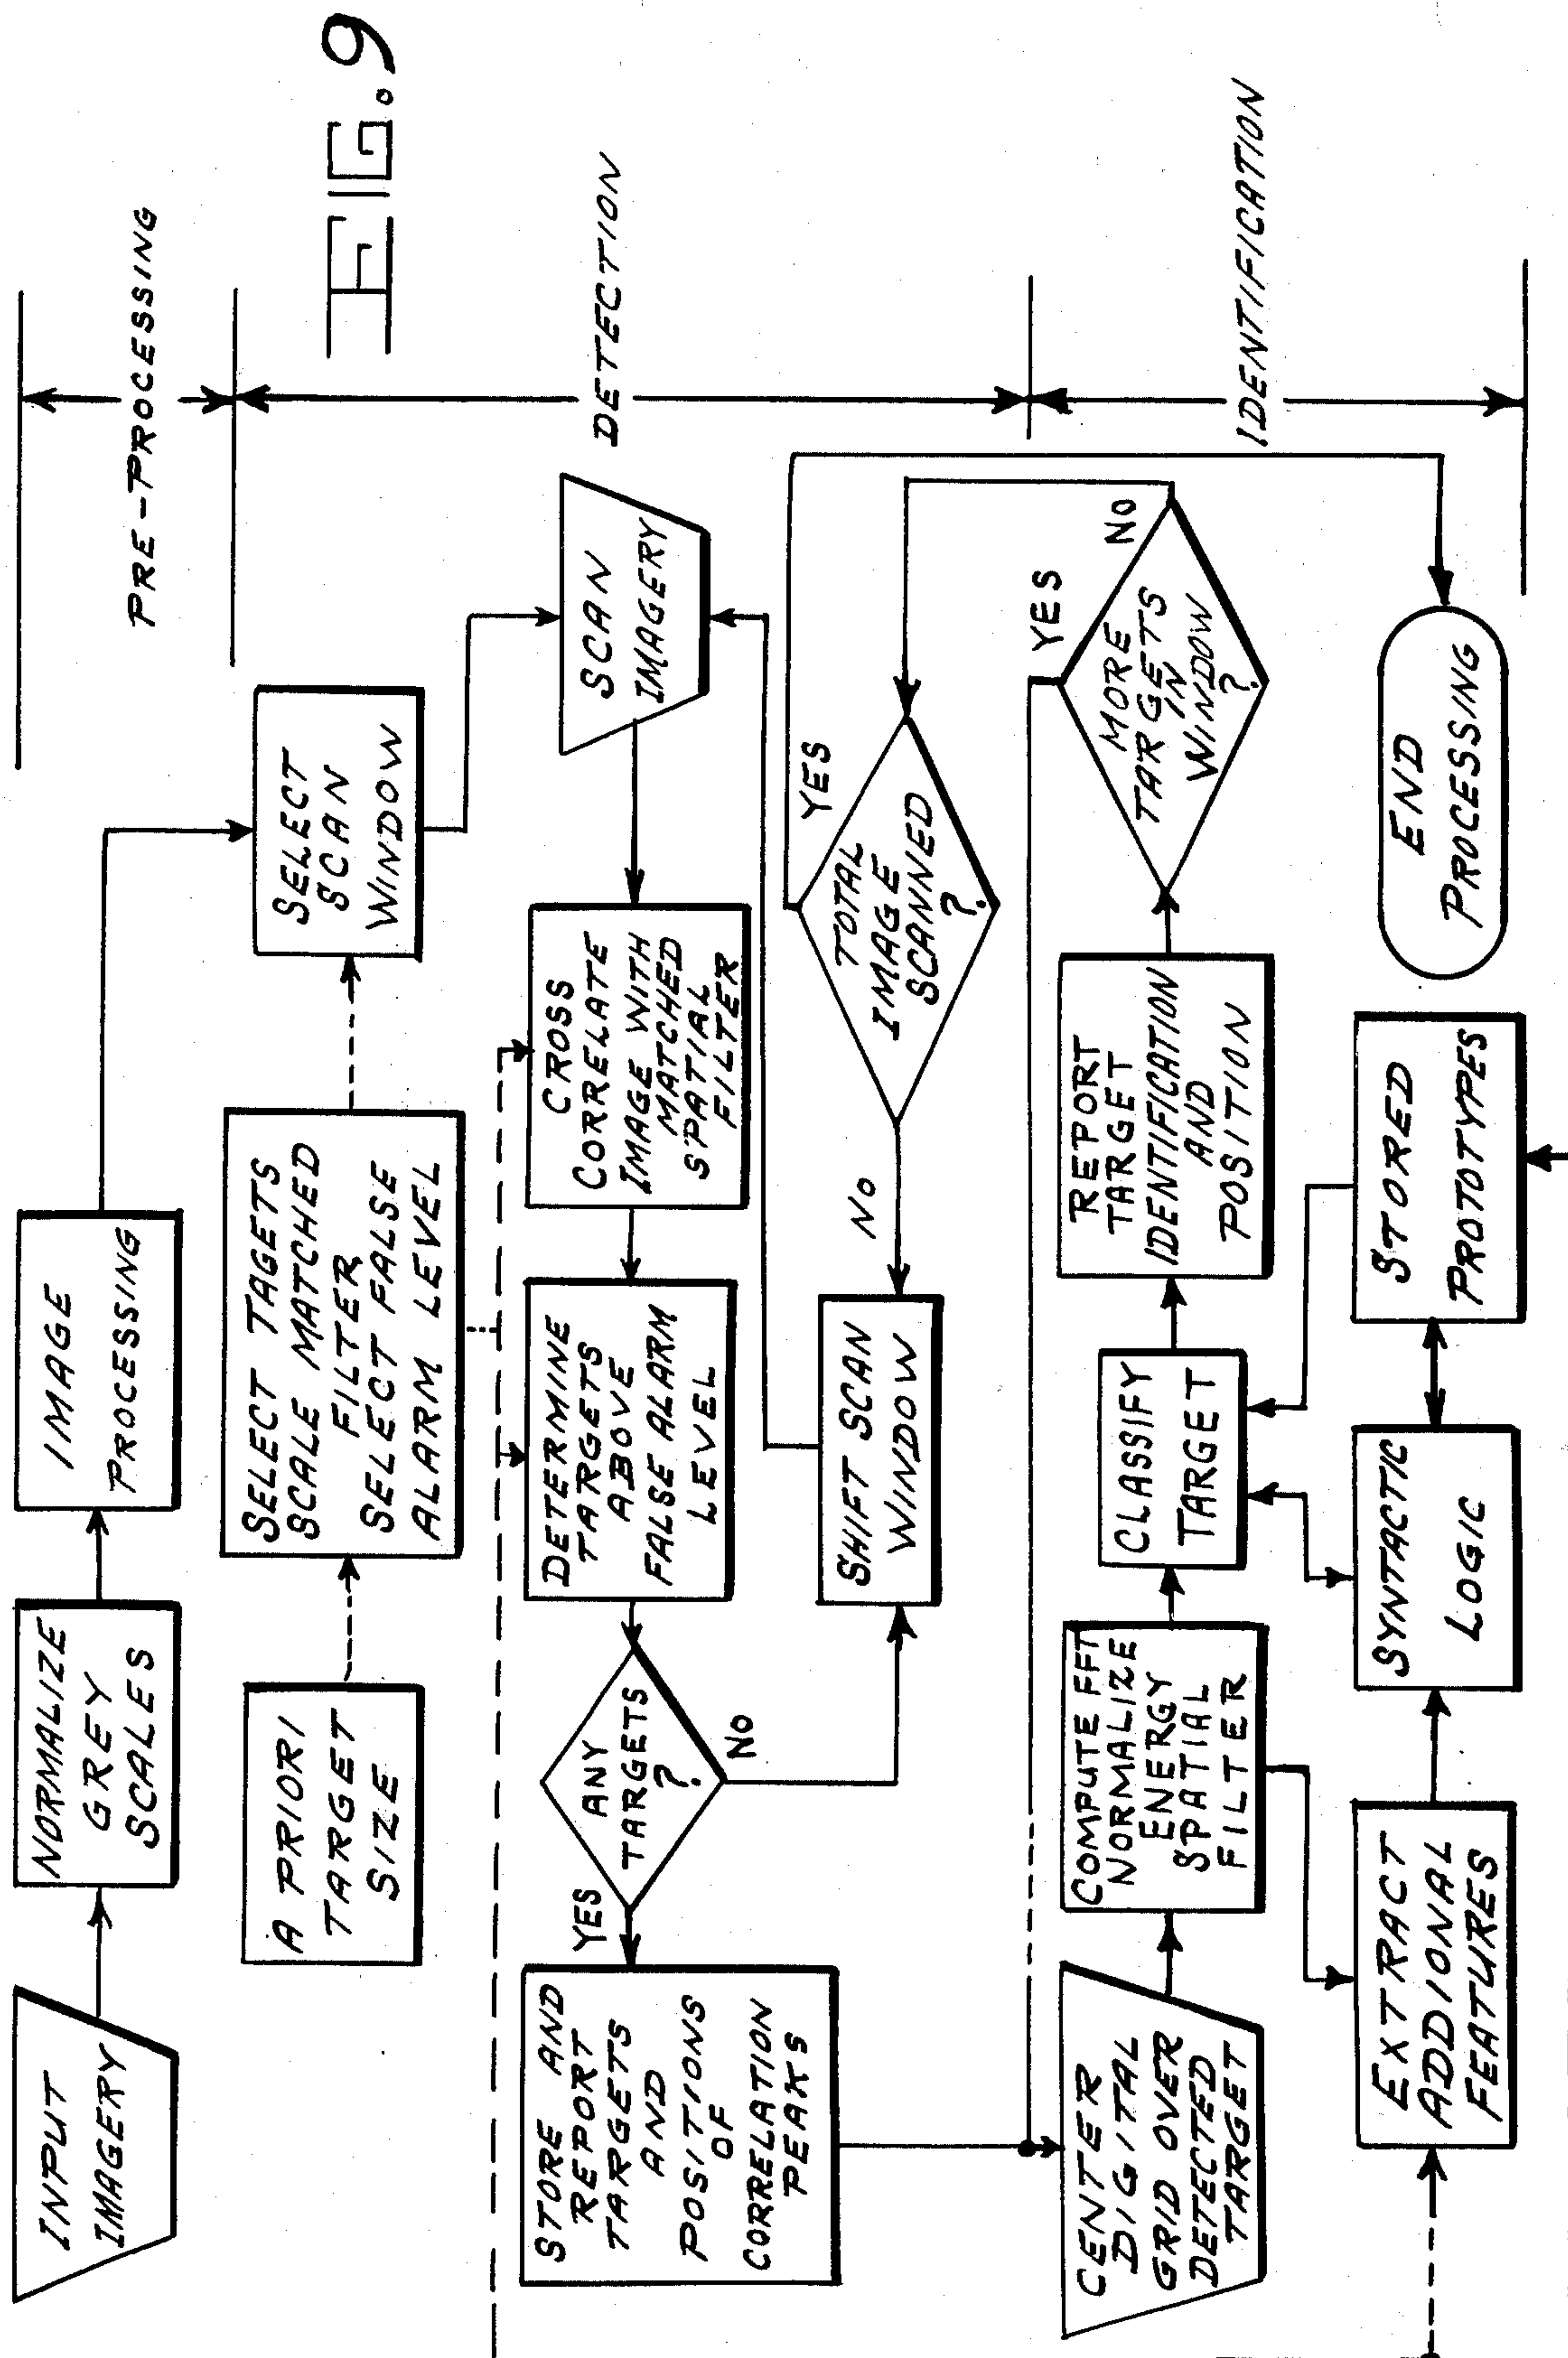 FIG. 9
PRE-PROCESSING
INPUT
IMAGERY
NORMALIZE
GREY
SCALES
IMAGE
PROCESSING
A PRIORI
TARGET
SIZE
SELECT TAGETS
SCALE MATCHED
FILTER
SELECT FALSE
ALARM LEVEL
SELECT
SCAN
WINDOW
DETECTION
SCAN
IMAGERY
CROSS
CORRELATE
IMAGE WITH
MATCHED
SPATIAL
FILTER
DETERMINE
TARGETS
ABOVE
FALSE ALARM
LEVEL
ANY
TARGETS
?
YES
NO
STORE AND
REPORT
TARGETS
AND
POSITIONS
OF
CORRELATION
PEAKS
SHIFT SCAN
WINDOW
NO
TOTAL
IMAGE
SCANNED
?
YES
IDENTIFICATION
CENTER
DIGITAL
GRID OVER
DETECTED
TARGET
COMPUTE FFT
NORMALIZE
ENERGY
SPATIAL
FILTER
CLASSIFY
TARGET
REPORT
TARGET
IDENTIFICATION
AND
POSITION
MORE
TARGETS
IN
WINDOW
?
YES
NO
EXTRACT
ADDIONAL
FEATURES
SYNTACTIC
LOGIC
STORED
PROTOTYPES
END
PROCESSING